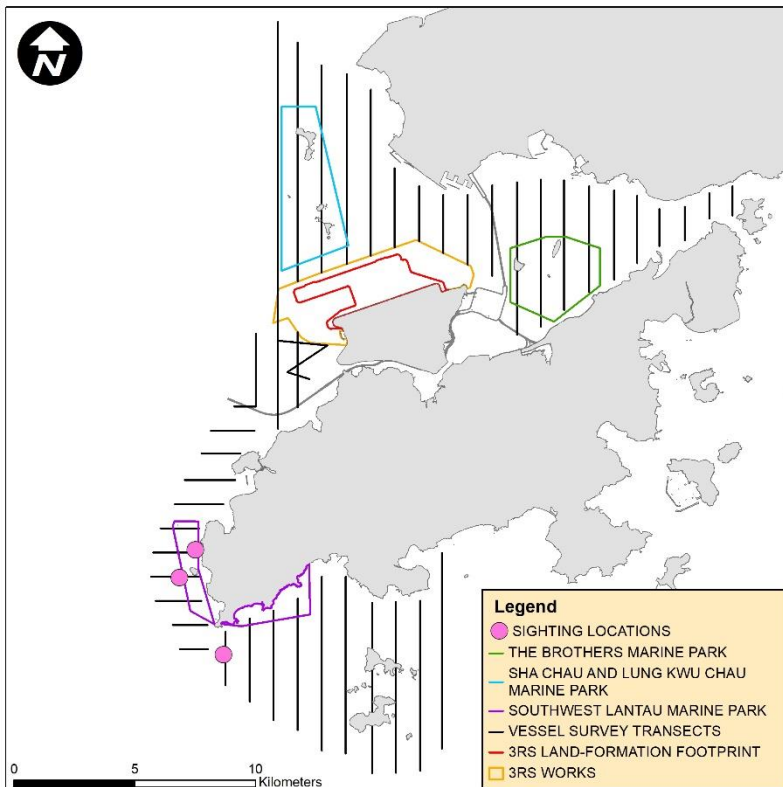 N
Legend
SIGHTING LOCATIONS
THE BROTHERS MARINE PARK
SHA CHAU AND LUNG KWU CHAU
MARINE PARK
SOUTHWEST LANTAU MARINE PARK
VESSEL SURVEY TRANSECTS
3RS LAND-FORMATION FOOTPRINT
3RS WORKS
0 5 10
Kilometers